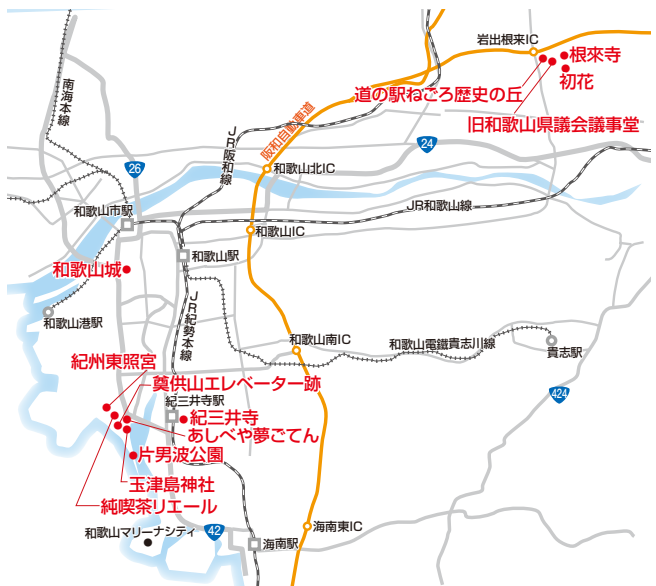 岩出根来IC
根來寺
初花
道の駅ねごろ歴史の丘
旧和歌山県議会議事堂
南海本線
JR阪和線
阪和自動車道
24
26
和歌山北IC
JR和歌山線
和歌山市駅
和歌山IC
和歌山駅
和歌山城
JR紀勢本線
和歌山港駅
和歌山南IC
和歌山電鐵貴志川線
貴志駅
紀州東照宮
奠供山エレベーター跡
424
紀三井寺駅
紀三井寺
あしべや夢ごてん
片男波公園
玉津島神社
純喫茶リエール
和歌山マリーナシティ
42
海南東IC
海南駅